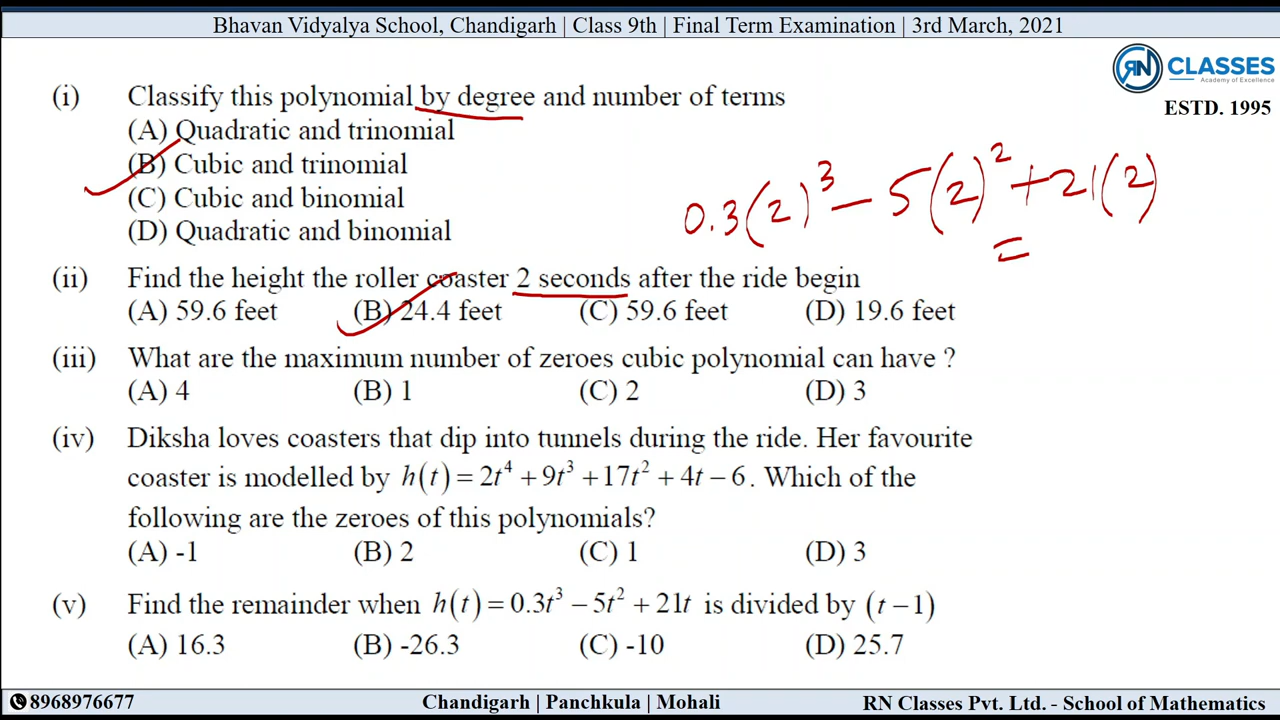 Bhavan Vidyalya School, Chandigarh | Class 9th | Final Term Examination | 3rd March, 2021
RN CLASSES
Academy of Excellence
ESTD. 1995
(i) Classify this polynomial by degree and number of terms
(A) Quadratic and trinomial
(B) Cubic and trinomial
(C) Cubic and binomial
(D) Quadratic and binomial
0.3(2)³ – 5(2)² + 21(2)
=
(ii) Find the height the roller coaster 2 seconds after the ride begin
(A) 59.6 feet (B) 24.4 feet (C) 59.6 feet (D) 19.6 feet
(iii) What are the maximum number of zeroes cubic polynomial can have ?
(A) 4 (B) 1 (C) 2 (D) 3
(iv) Diksha loves coasters that dip into tunnels during the ride. Her favourite
coaster is modelled by h(t) = 2t⁴ + 9t³ + 17t² + 4t – 6. Which of the
following are the zeroes of this polynomials?
(A) -1 (B) 2 (C) 1 (D) 3
(v) Find the remainder when h(t) = 0.3t³ – 5t² + 21t is divided by (t – 1)
(A) 16.3 (B) -26.3 (C) -10 (D) 25.7
8968976677 Chandigarh | Panchkula | Mohali RN Classes Pvt. Ltd. - School of Mathematics